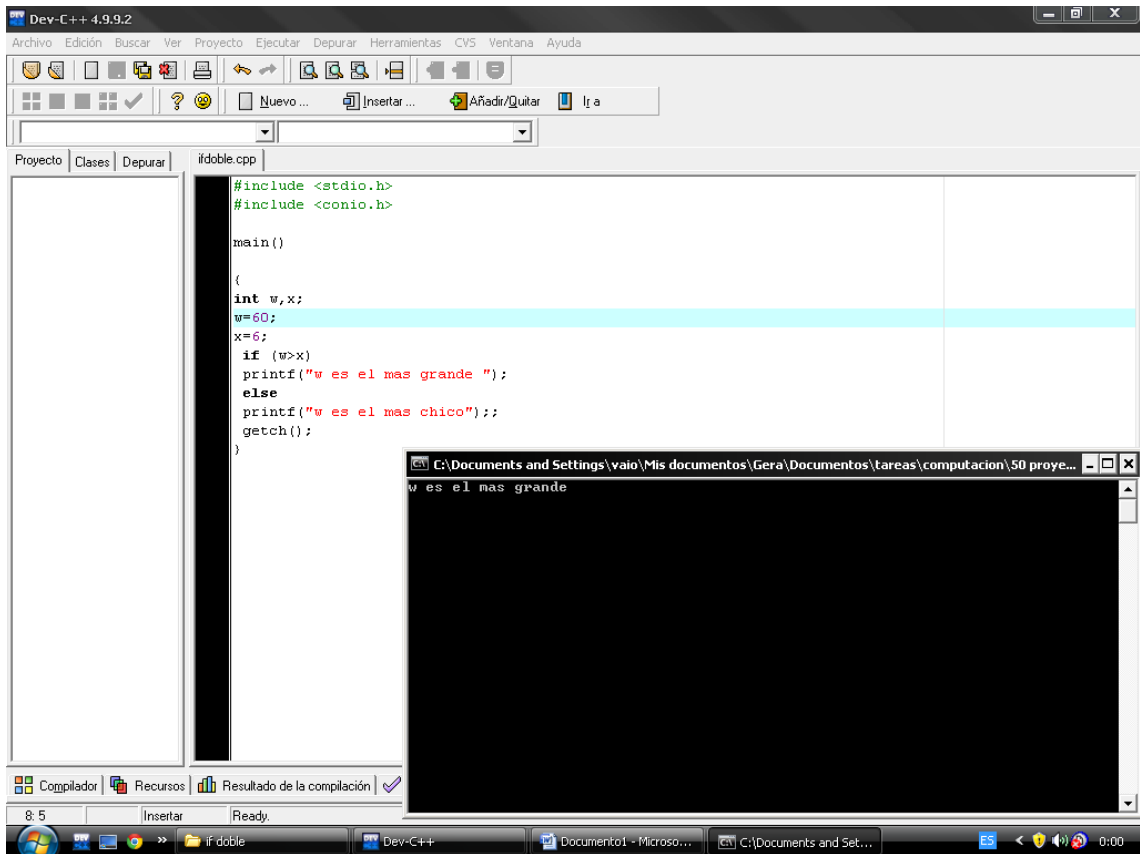 Dev-C++ 4.9.9.2
Archivo Edición Buscar Ver Proyecto Ejecutar Depurar Herramientas CVS Ventana Ayuda
Nuevo ... Insertar ... Añadir/Quitar Ir a
Proyecto Clases Depurar ifdoble.cpp
#include <stdio.h>
#include <conio.h>
main()
{
int w,x;
w=60;
x=6;
if (w>x)
printf("w es el mas grande ");
else
printf("w es el mas chico");;
getch();
}
C:\Documents and Settings\vaio\Mis documentos\Gera\Documentos\tareas\computacion\50 proye...
w es el mas grande
Compilador Recursos Resultado de la compilación
8: 5 Insertar Ready.
if doble Dev-C++ Documento1 - Microso... C:\Documents and Set... ES 0:00